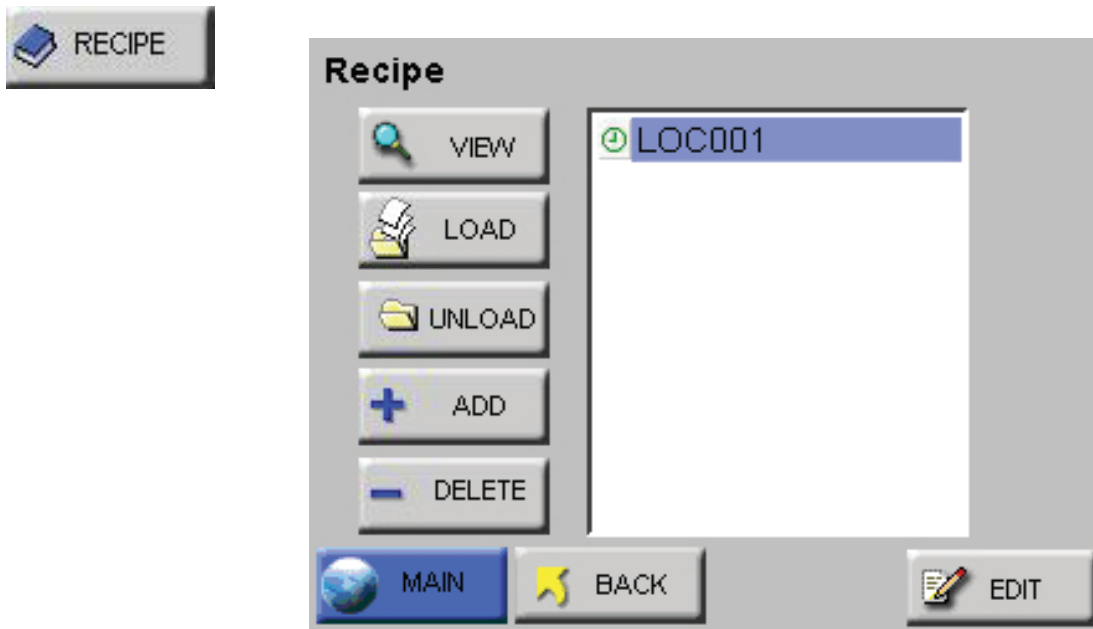 RECIPE
Recipe
VIEW
LOC001
LOAD
UNLOAD
ADD
DELETE
MAIN
BACK
EDIT